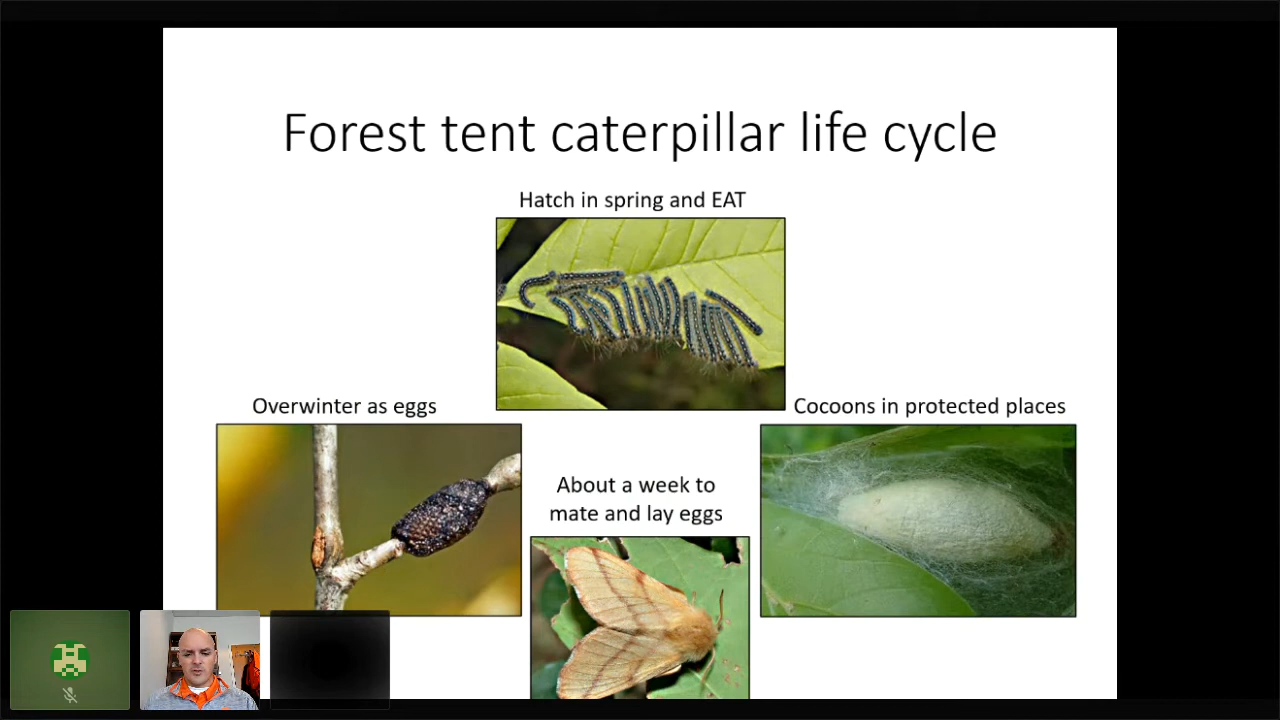 Forest tent caterpillar life cycle
Hatch in spring and EAT
Overwinter as eggs
Cocoons in protected places
About a week to
mate and lay eggs